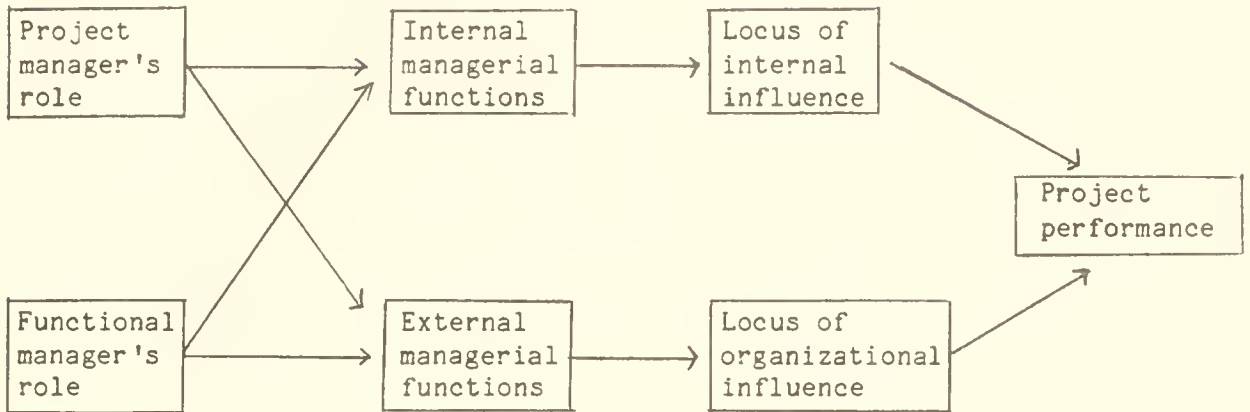 Project
manager's
role
Internal
managerial
functions
Locus of
internal
influence
Project
performance
Functional
manager's
role
External
managerial
functions
Locus of
organizational
influence